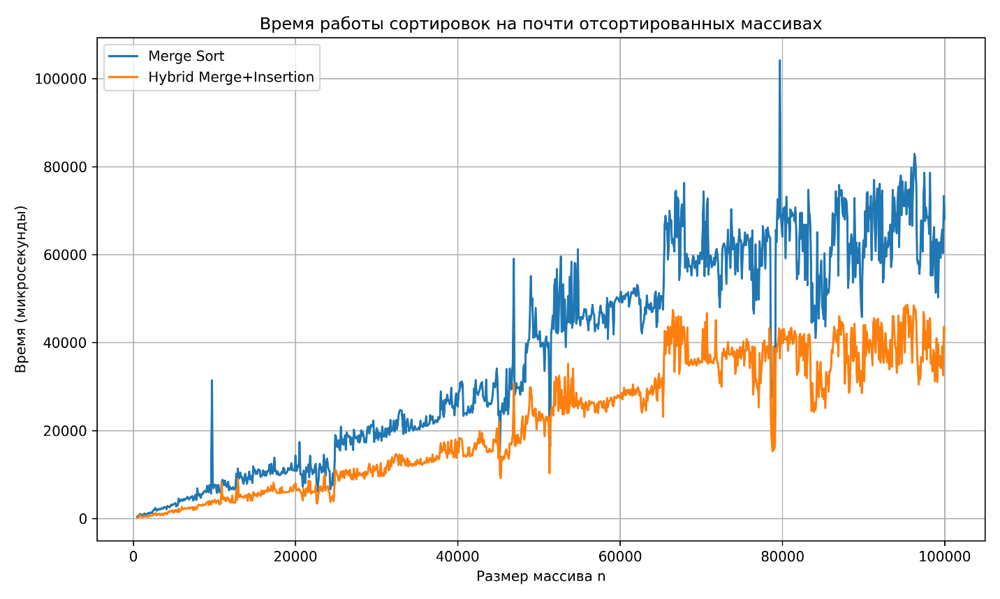 Время работы сортировок на почти отсортированных массивах
Merge Sort
Hybrid Merge+Insertion
100000
80000
60000
40000
20000
0
Время (микросекунды)
0 20000 40000 60000 80000 100000
Размер массива n